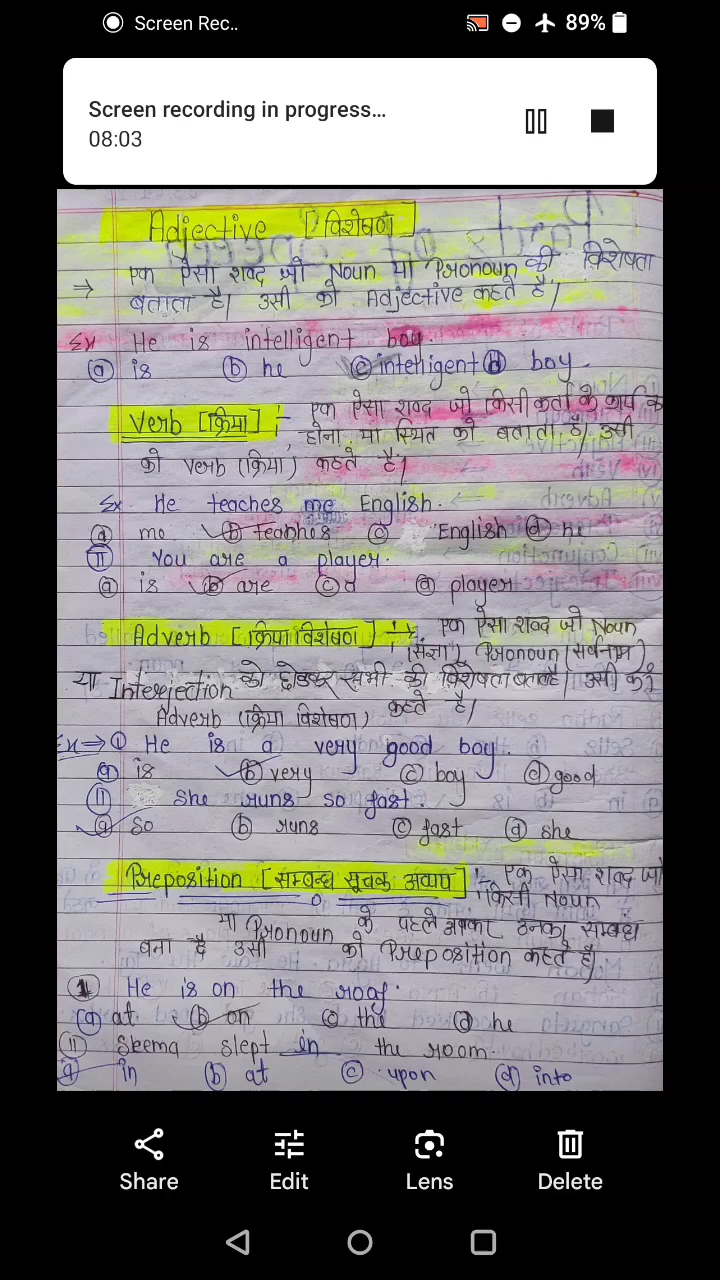 Screen Rec..
89%
Screen recording in progress...
08:03
Adjective [विशेषण]
→ एक ऐसा शब्द जो Noun या Pronoun की विशेषता
बताता है। उसी को Adjective कहते है।
Ex He is intelligent boy.
(a) is (b) he (c) intelligent (d) boy.
Verb [क्रिया] :- एक ऐसा शब्द जो किसी कर्ता के कार्य के
होना या स्थित को बताता है। उसी
को Verb (क्रिया) कहते है।
Ex. He teaches me English.
(a) me (b) teaches (c) English (d) he
(II) You are a player.
(a) is (b) are (c) a (d) player
Adverb [क्रिया विशेषण] :→ एक ऐसा शब्द जो Noun
(संज्ञा), Pronoun (सर्वनाम)
या Interjection को छोडकर सभी की विशेषता बताता है। उसी को
Adverb (क्रिया विशेषण) कहते है।
Ex ⇒ (1) He is a very good boy.
(a) is (b) very (c) boy (d) good
(II) she runs so fast.
(a) so (b) runs (c) fast (d) she
Preposition [सम्बन्ध सूचक अव्यय] :- एक ऐसा शब्द जो
किसी Noun
या Pronoun के पहले आकर उनका सम्बंध
बना दे उसी को Preposition कहते है।
(1) He is on the roof.
(a) at (b) on (c) the (d) he
(II) Seema slept in the room.
(a) in (b) at (c) upon (d) into
Share Edit Lens Delete